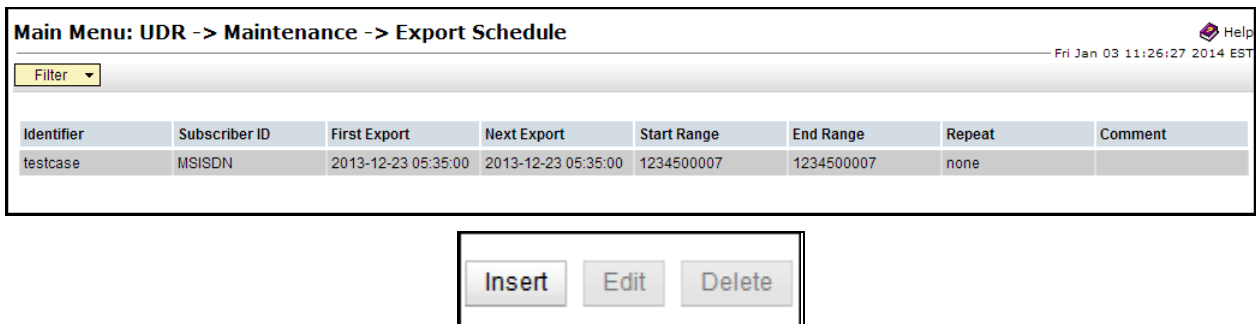 Main Menu: UDR -> Maintenance -> Export Schedule
Help
Fri Jan 03 11:26:27 2014 EST
Filter
Identifier Subscriber ID First Export Next Export Start Range End Range Repeat Comment
testcase MSISDN 2013-12-23 05:35:00 2013-12-23 05:35:00 1234500007 1234500007 none
Insert Edit Delete